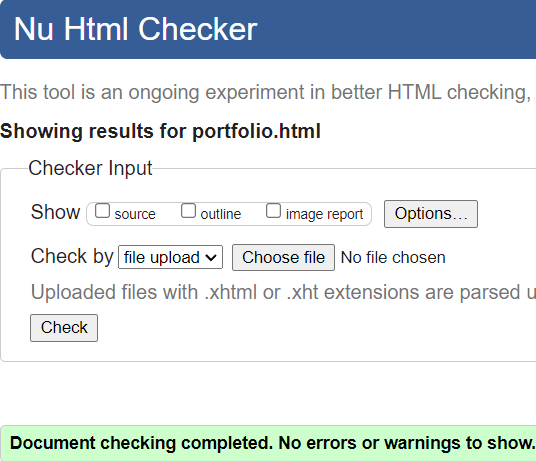 Nu Html Checker
This tool is an ongoing experiment in better HTML checking,
Showing results for portfolio.html
Checker Input
Show source outline image report Options...
Check by file upload Choose file No file chosen
Uploaded files with .xhtml or .xht extensions are parsed u
Check
Document checking completed. No errors or warnings to show.